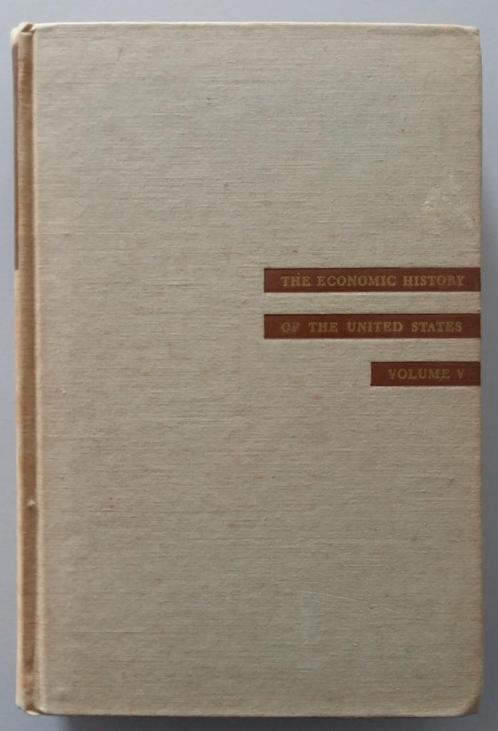 THE ECONOMIC HISTORY
OF THE UNITED STATES
VOLUME V